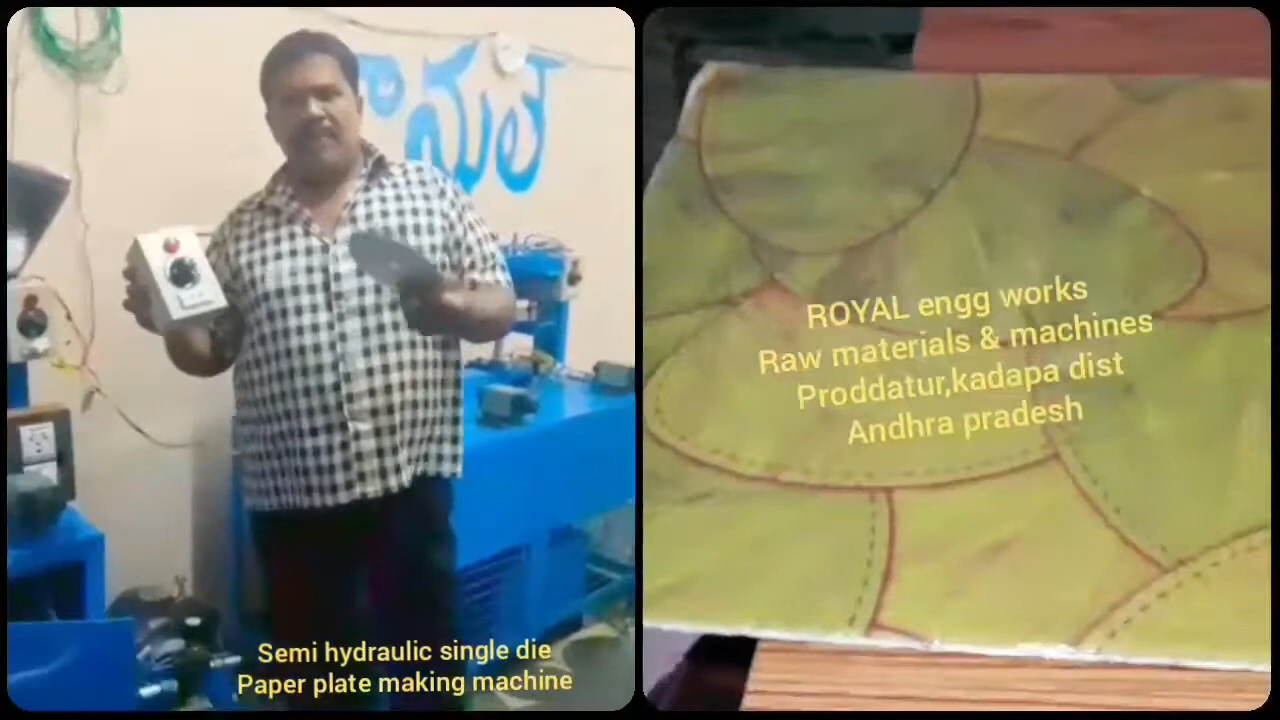 Semi hydraulic single die
Paper plate making machine
ROYAL engg works
Raw materials & machines
Proddatur,kadapa dist
Andhra pradesh